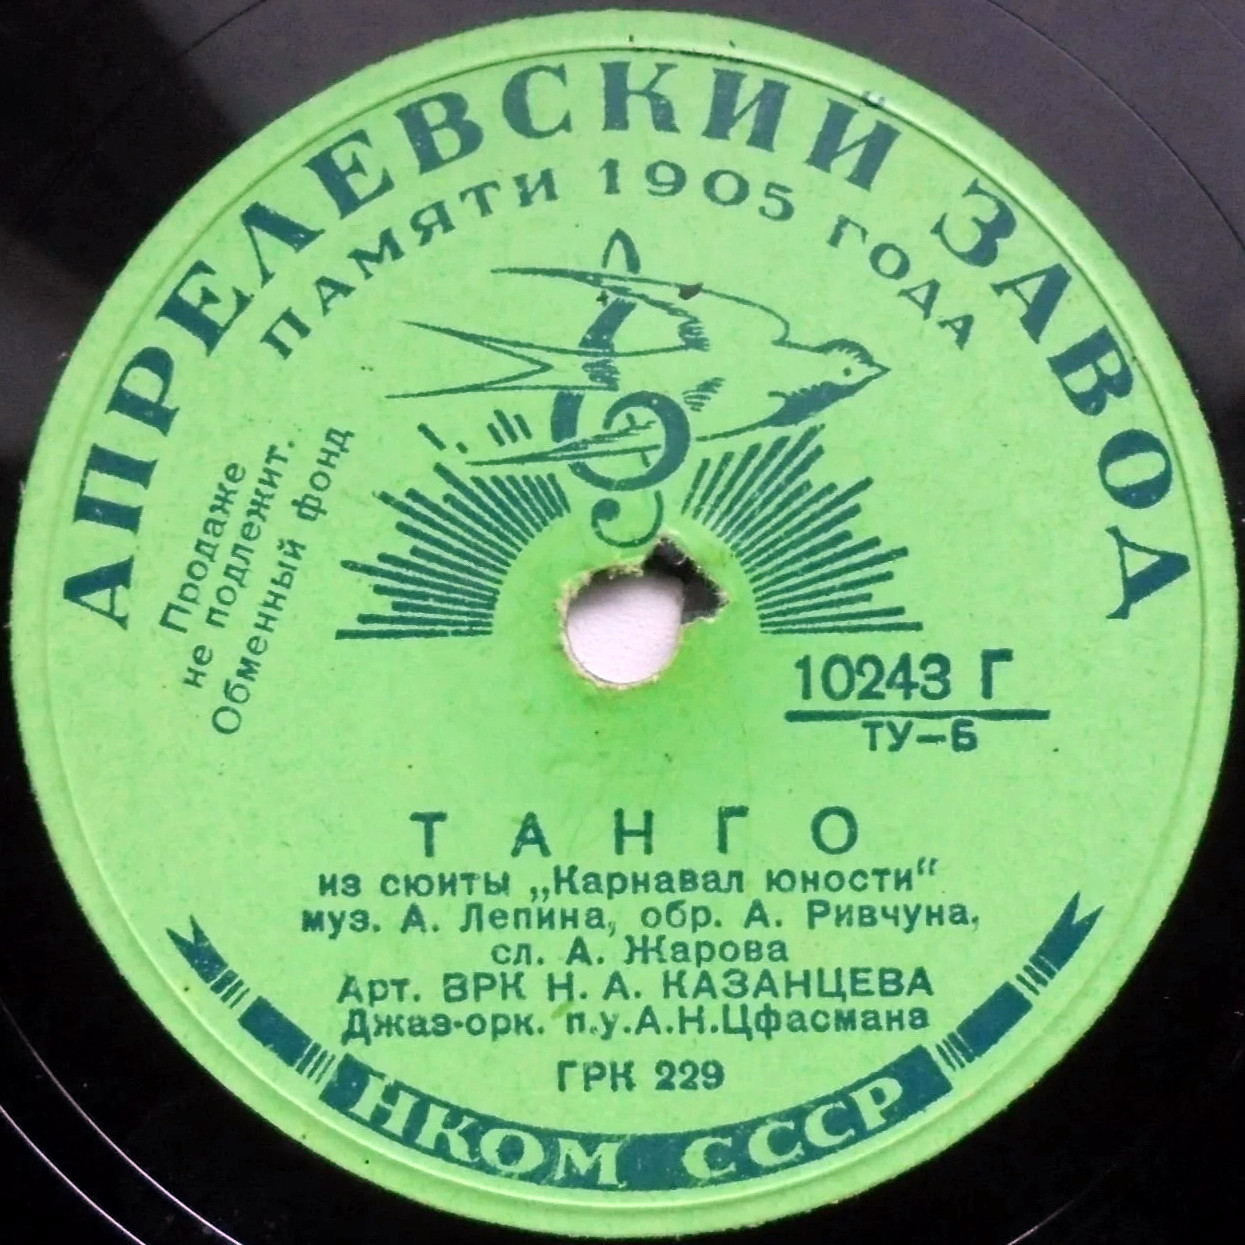 АПРЕЛЕВСКИЙ ЗАВОД
ПАМЯТИ 1905 ГОДА
Продаже
не подлежит.
Обменный фонд
10243 Г
ТУ—Б
ТАНГО
из сюиты „Карнавал юности“
муз. А. Лепина, обр. А. Ривчуна,
сл. А. Жарова
Арт. ВРК Н. А. КАЗАНЦЕВА
Джаз-орк. п.у.А.Н.Цфасмана
ГРК 229
НКОМ СССР